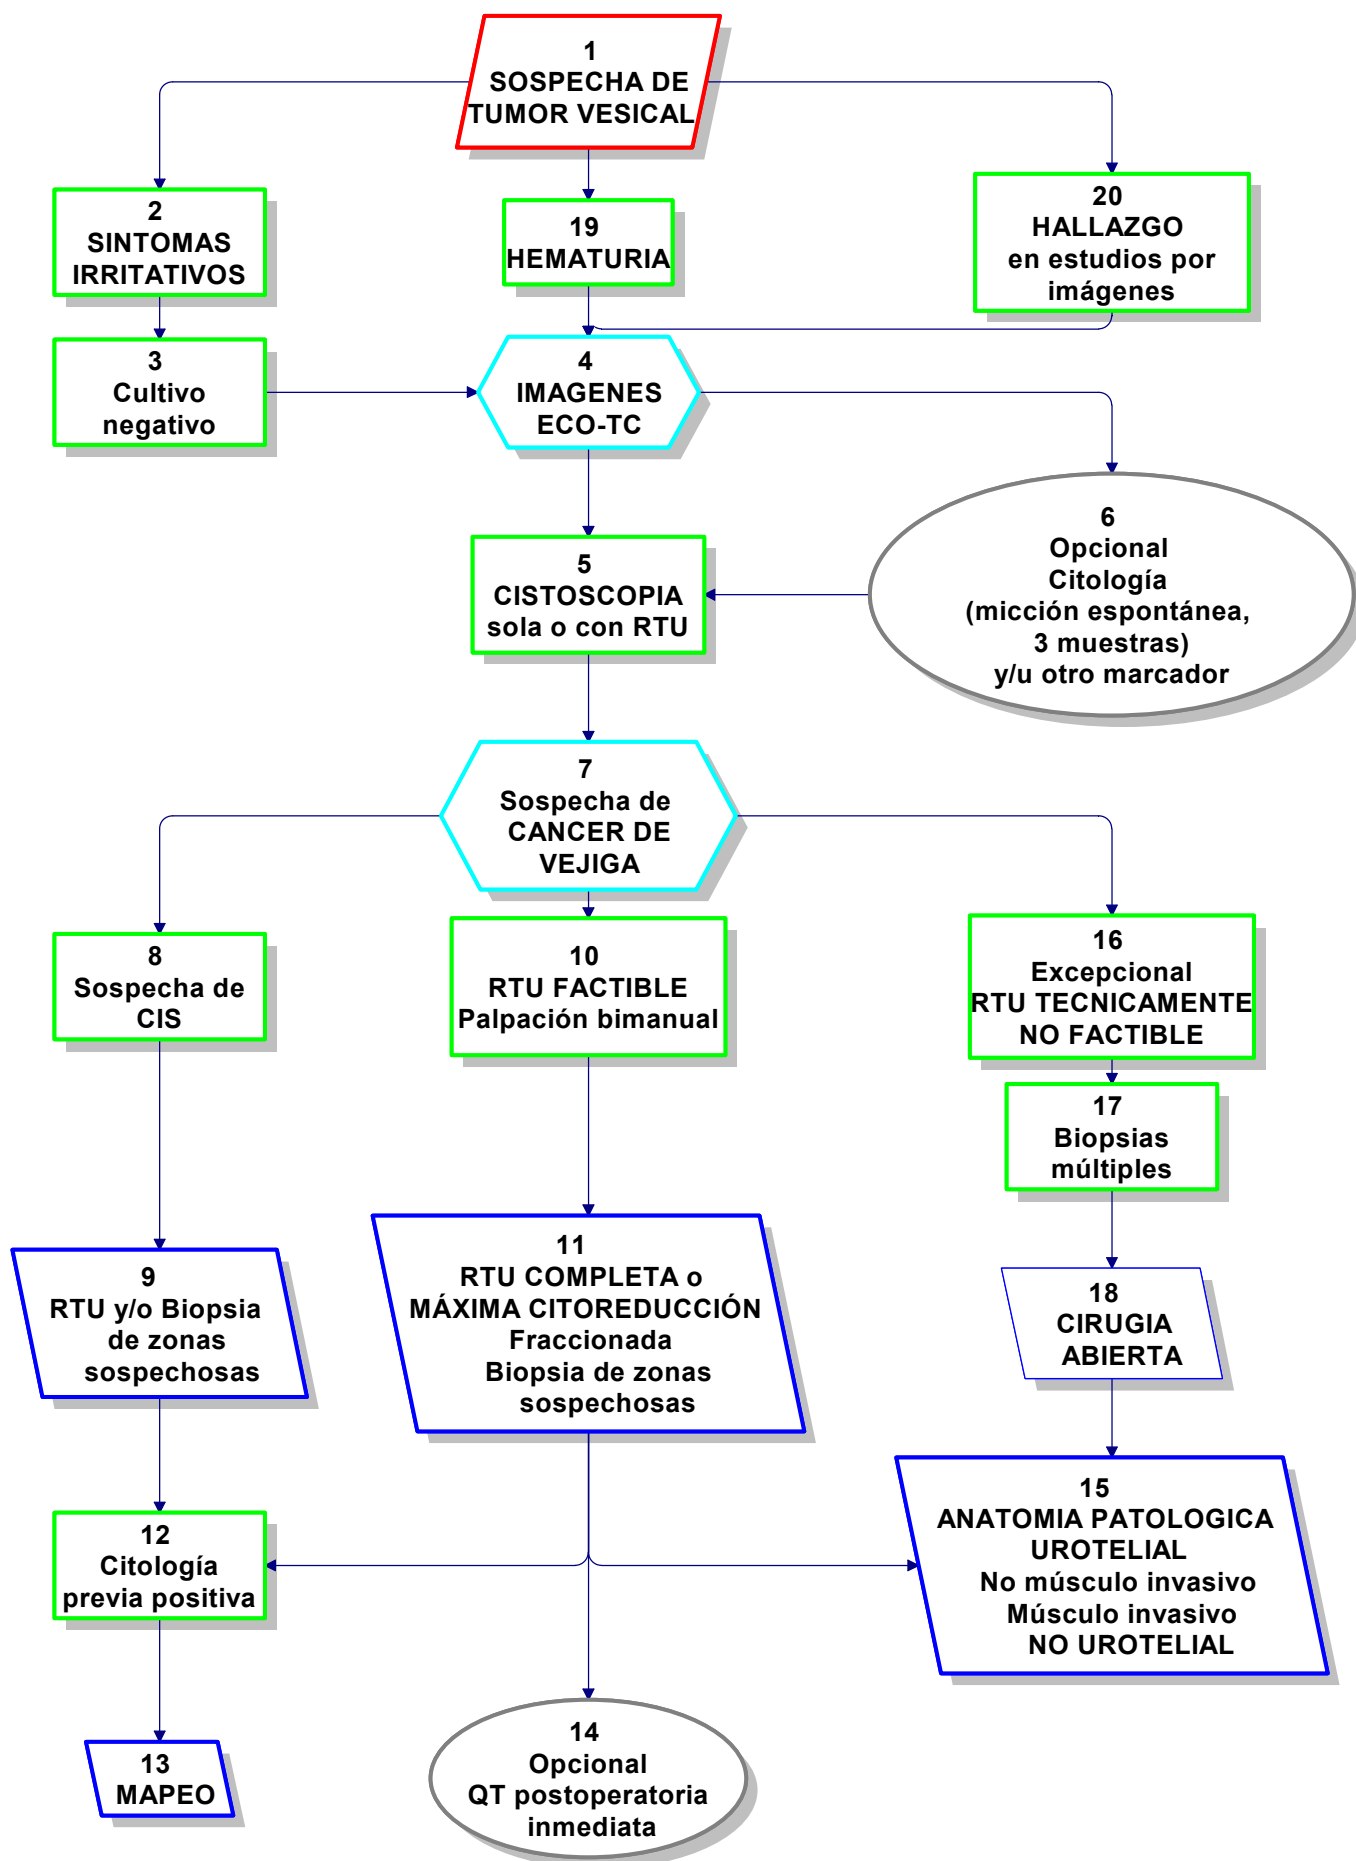 1
SOSPECHA DE
TUMOR VESICAL
2
SINTOMAS
IRRITATIVOS
19
HEMATURIA
20
HALLAZGO
en estudios por
imágenes
3
Cultivo
negativo
4
IMAGENES
ECO-TC
5
CISTOSCOPIA
sola o con RTU
6
Opcional
Citología
(micción espontánea,
3 muestras)
y/u otro marcador
7
Sospecha de
CANCER DE
VEJIGA
8
Sospecha de
CIS
10
RTU FACTIBLE
Palpación bimanual
16
Excepcional
RTU TECNICAMENTE
NO FACTIBLE
17
Biopsias
múltiples
9
RTU y/o Biopsia
de zonas
sospechosas
11
RTU COMPLETA o
MÁXIMA CITOREDUCCIÓN
Fraccionada
Biopsia de zonas
sospechosas
18
CIRUGIA
ABIERTA
12
Citología
previa positiva
15
ANATOMIA PATOLOGICA
UROTELIAL
No músculo invasivo
Músculo invasivo
NO UROTELIAL
13
MAPEO
14
Opcional
QT postoperatoria
inmediata